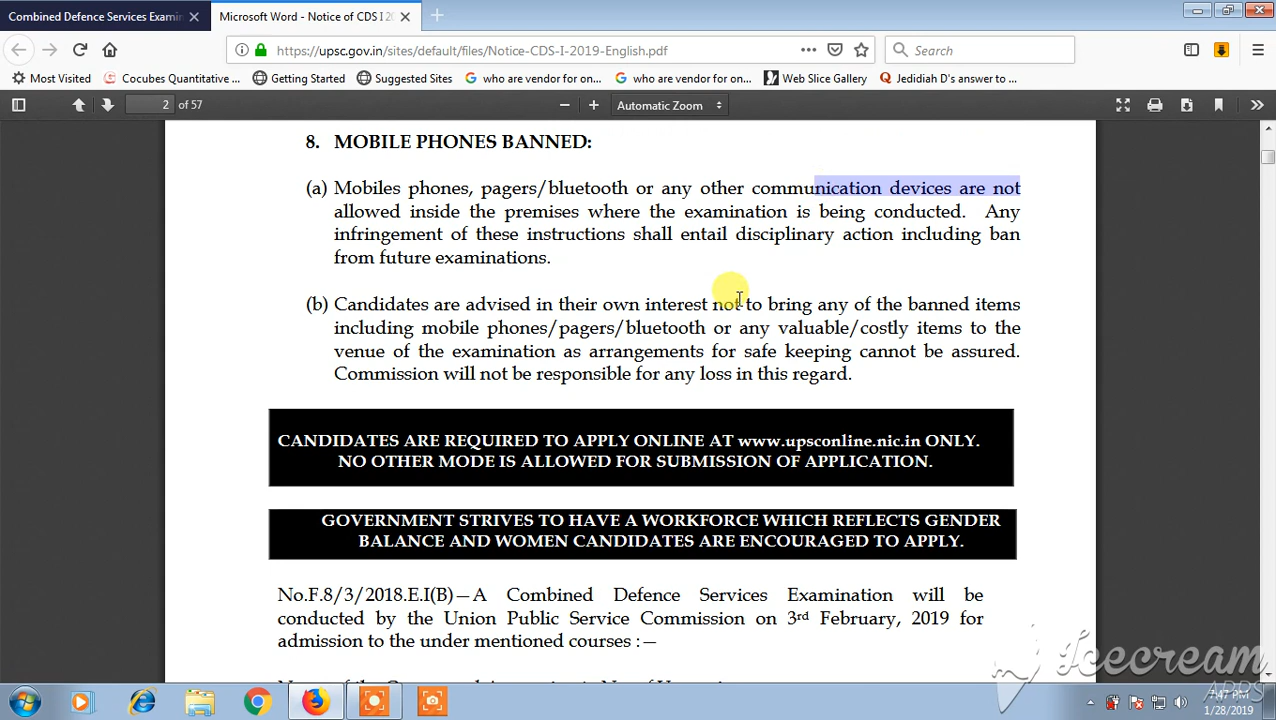 Combined Defence Services Examin
Microsoft Word - Notice of CDS I 20
https://upsc.gov.in/sites/default/files/Notice-CDS-I-2019-English.pdf
Search
Most Visited
Cocubes Quantitative ...
Getting Started
Suggested Sites
who are vendor for on...
who are vendor for on...
Web Slice Gallery
Jedidiah D's answer to ...
2 of 57
Automatic Zoom
8. MOBILE PHONES BANNED:
(a) Mobiles phones, pagers/bluetooth or any other communication devices are not
allowed inside the premises where the examination is being conducted. Any
infringement of these instructions shall entail disciplinary action including ban
from future examinations.
(b) Candidates are advised in their own interest not to bring any of the banned items
including mobile phones/pagers/bluetooth or any valuable/costly items to the
venue of the examination as arrangements for safe keeping cannot be assured.
Commission will not be responsible for any loss in this regard.
CANDIDATES ARE REQUIRED TO APPLY ONLINE AT www.upsconline.nic.in ONLY.
NO OTHER MODE IS ALLOWED FOR SUBMISSION OF APPLICATION.
GOVERNMENT STRIVES TO HAVE A WORKFORCE WHICH REFLECTS GENDER
BALANCE AND WOMEN CANDIDATES ARE ENCOURAGED TO APPLY.
No.F.8/3/2018.E.I(B)—A Combined Defence Services Examination will be
conducted by the Union Public Service Commission on 3rd February, 2019 for
admission to the under mentioned courses :—
Icecream
APPS
7:47 PM
1/28/2019